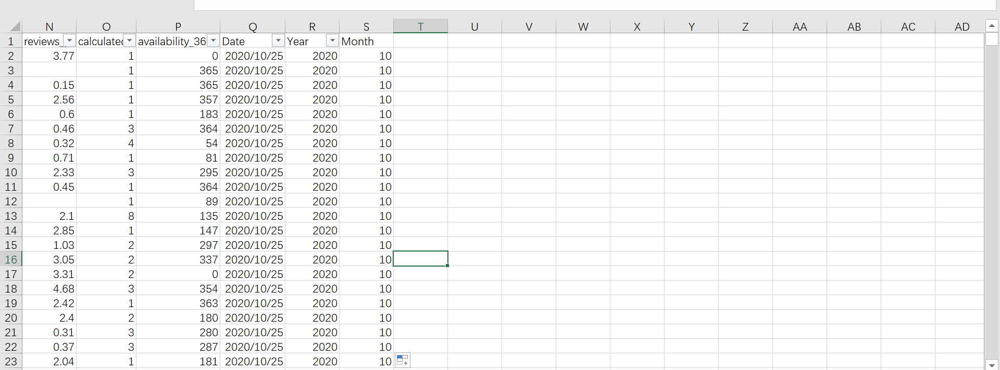 N O P Q R S T U V W X Y Z AA AB AC AD
1 reviews_ calculated availability_36 Date Year Month
2 3.77 1 0 2020/10/25 2020 10
3 1 365 2020/10/25 2020 10
4 0.15 1 365 2020/10/25 2020 10
5 2.56 1 357 2020/10/25 2020 10
6 0.6 1 183 2020/10/25 2020 10
7 0.46 3 364 2020/10/25 2020 10
8 0.32 4 54 2020/10/25 2020 10
9 0.71 1 81 2020/10/25 2020 10
10 2.33 3 295 2020/10/25 2020 10
11 0.45 1 364 2020/10/25 2020 10
12 1 89 2020/10/25 2020 10
13 2.1 8 135 2020/10/25 2020 10
14 2.85 1 147 2020/10/25 2020 10
15 1.03 2 297 2020/10/25 2020 10
16 3.05 2 337 2020/10/25 2020 10
17 3.31 2 0 2020/10/25 2020 10
18 4.68 3 354 2020/10/25 2020 10
19 2.42 1 363 2020/10/25 2020 10
20 2.4 2 180 2020/10/25 2020 10
21 0.31 3 280 2020/10/25 2020 10
22 0.37 3 287 2020/10/25 2020 10
23 2.04 1 181 2020/10/25 2020 10